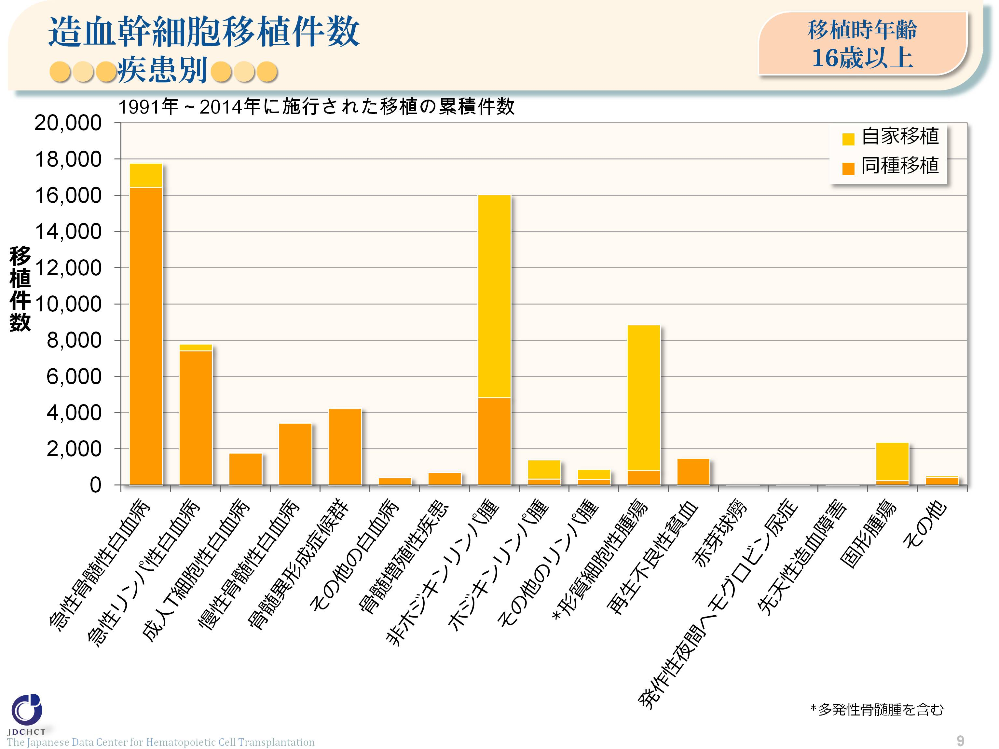 造血幹細胞移植件数
疾患別
移植時年齢
16歳以上
1991年～2014年に施行された移植の累積件数
移植件数
20,000
18,000
16,000
14,000
12,000
10,000
8,000
6,000
4,000
2,000
0
自家移植
同種移植
急性骨髄性白血病
急性リンパ性白血病
成人T細胞性白血病
慢性骨髄性白血病
骨髄異形成症候群
その他の白血病
骨髄増殖性疾患
非ホジキンリンパ腫
ホジキンリンパ腫
その他のリンパ腫
*形質細胞性腫瘍
再生不良性貧血
赤芽球癆
発作性夜間ヘモグロビン尿症
先天性造血障害
固形腫瘍
その他
*多発性骨髄腫を含む
JDCHCT
The Japanese Data Center for Hematopoietic Cell Transplantation
9